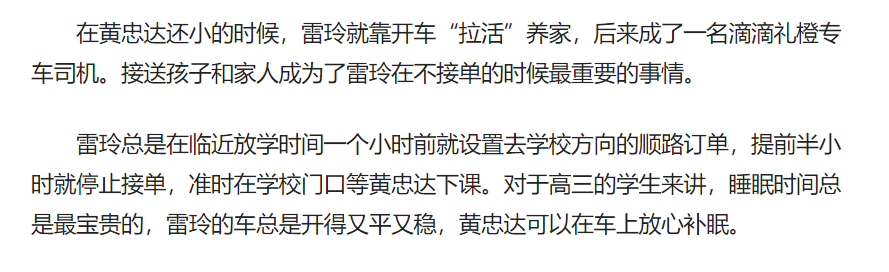 在黄忠达还小的时候，雷玲就靠开车“拉活”养家，后来成了一名滴滴礼橙专
车司机。接送孩子和家人成为了雷玲在不接单的时候最重要的事情。
雷玲总是在临近放学时间一个小时前就设置去学校方向的顺路订单，提前半小
时就停止接单，准时在学校门口等黄忠达下课。对于高三的学生来讲，睡眠时间总
是最宝贵的，雷玲的车总是开得又平又稳，黄忠达可以在车上放心补眠。